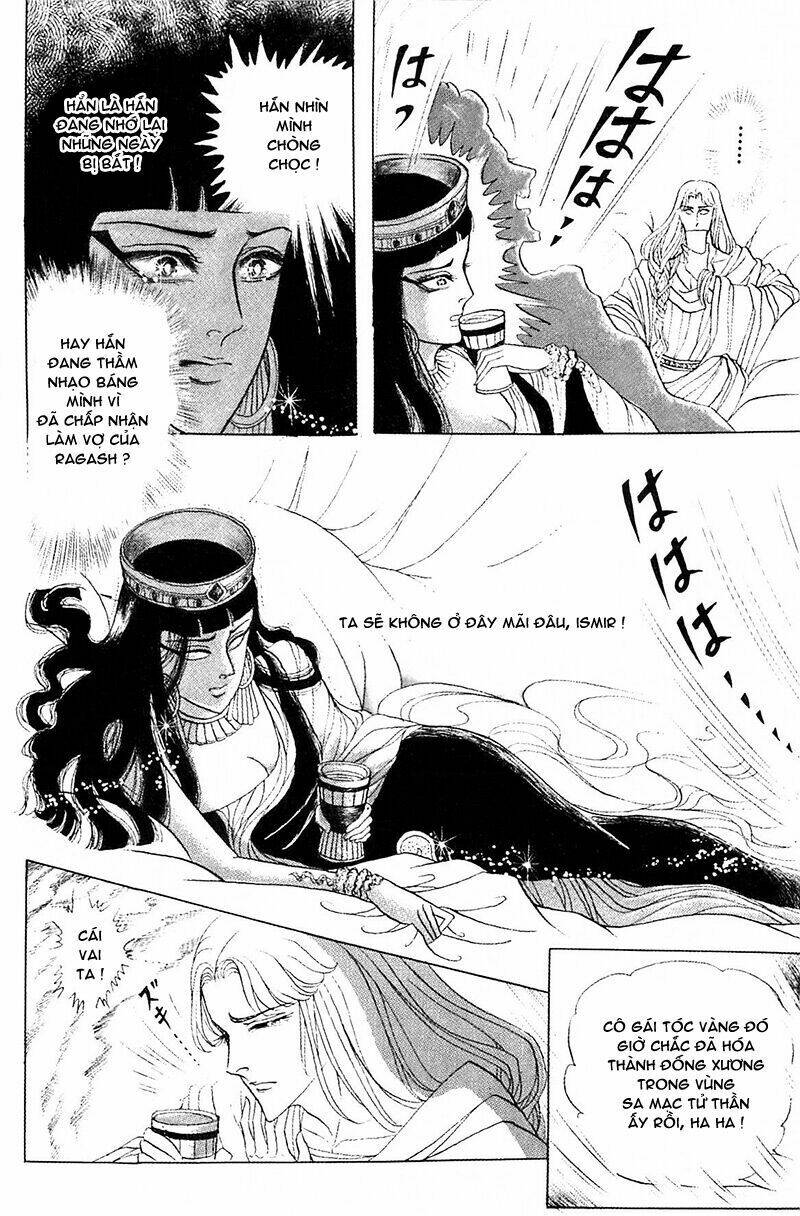 は
は
は
は
は
っ
………
HẮN NHÌN
MÌNH
CHÒNG
CHỌC !
HẨN LÀ HẮN
ĐANG NHỚ LẠI
NHỮNG NGÀY
BỊ BẮT !
HAY HẮN
ĐANG THẦM
NHẠO BÁNG
MÌNH VÌ
ĐÃ CHẤP NHẬN
LÀM VỢ CỦA
RAGASH ?
は
は
は
は
TA SẼ KHÔNG Ở ĐÂY MÃI ĐÂU, ISMIR !
CÁI
VAI
TA !
ズキ…
CÔ GÁI TÓC VÀNG ĐÓ
GIỜ CHẮC ĐÃ HÓA
THÀNH ĐỐNG XƯƠNG
TRONG VÙNG
SA MẠC TỬ THẦN
ẤY RỒI, HA HA !